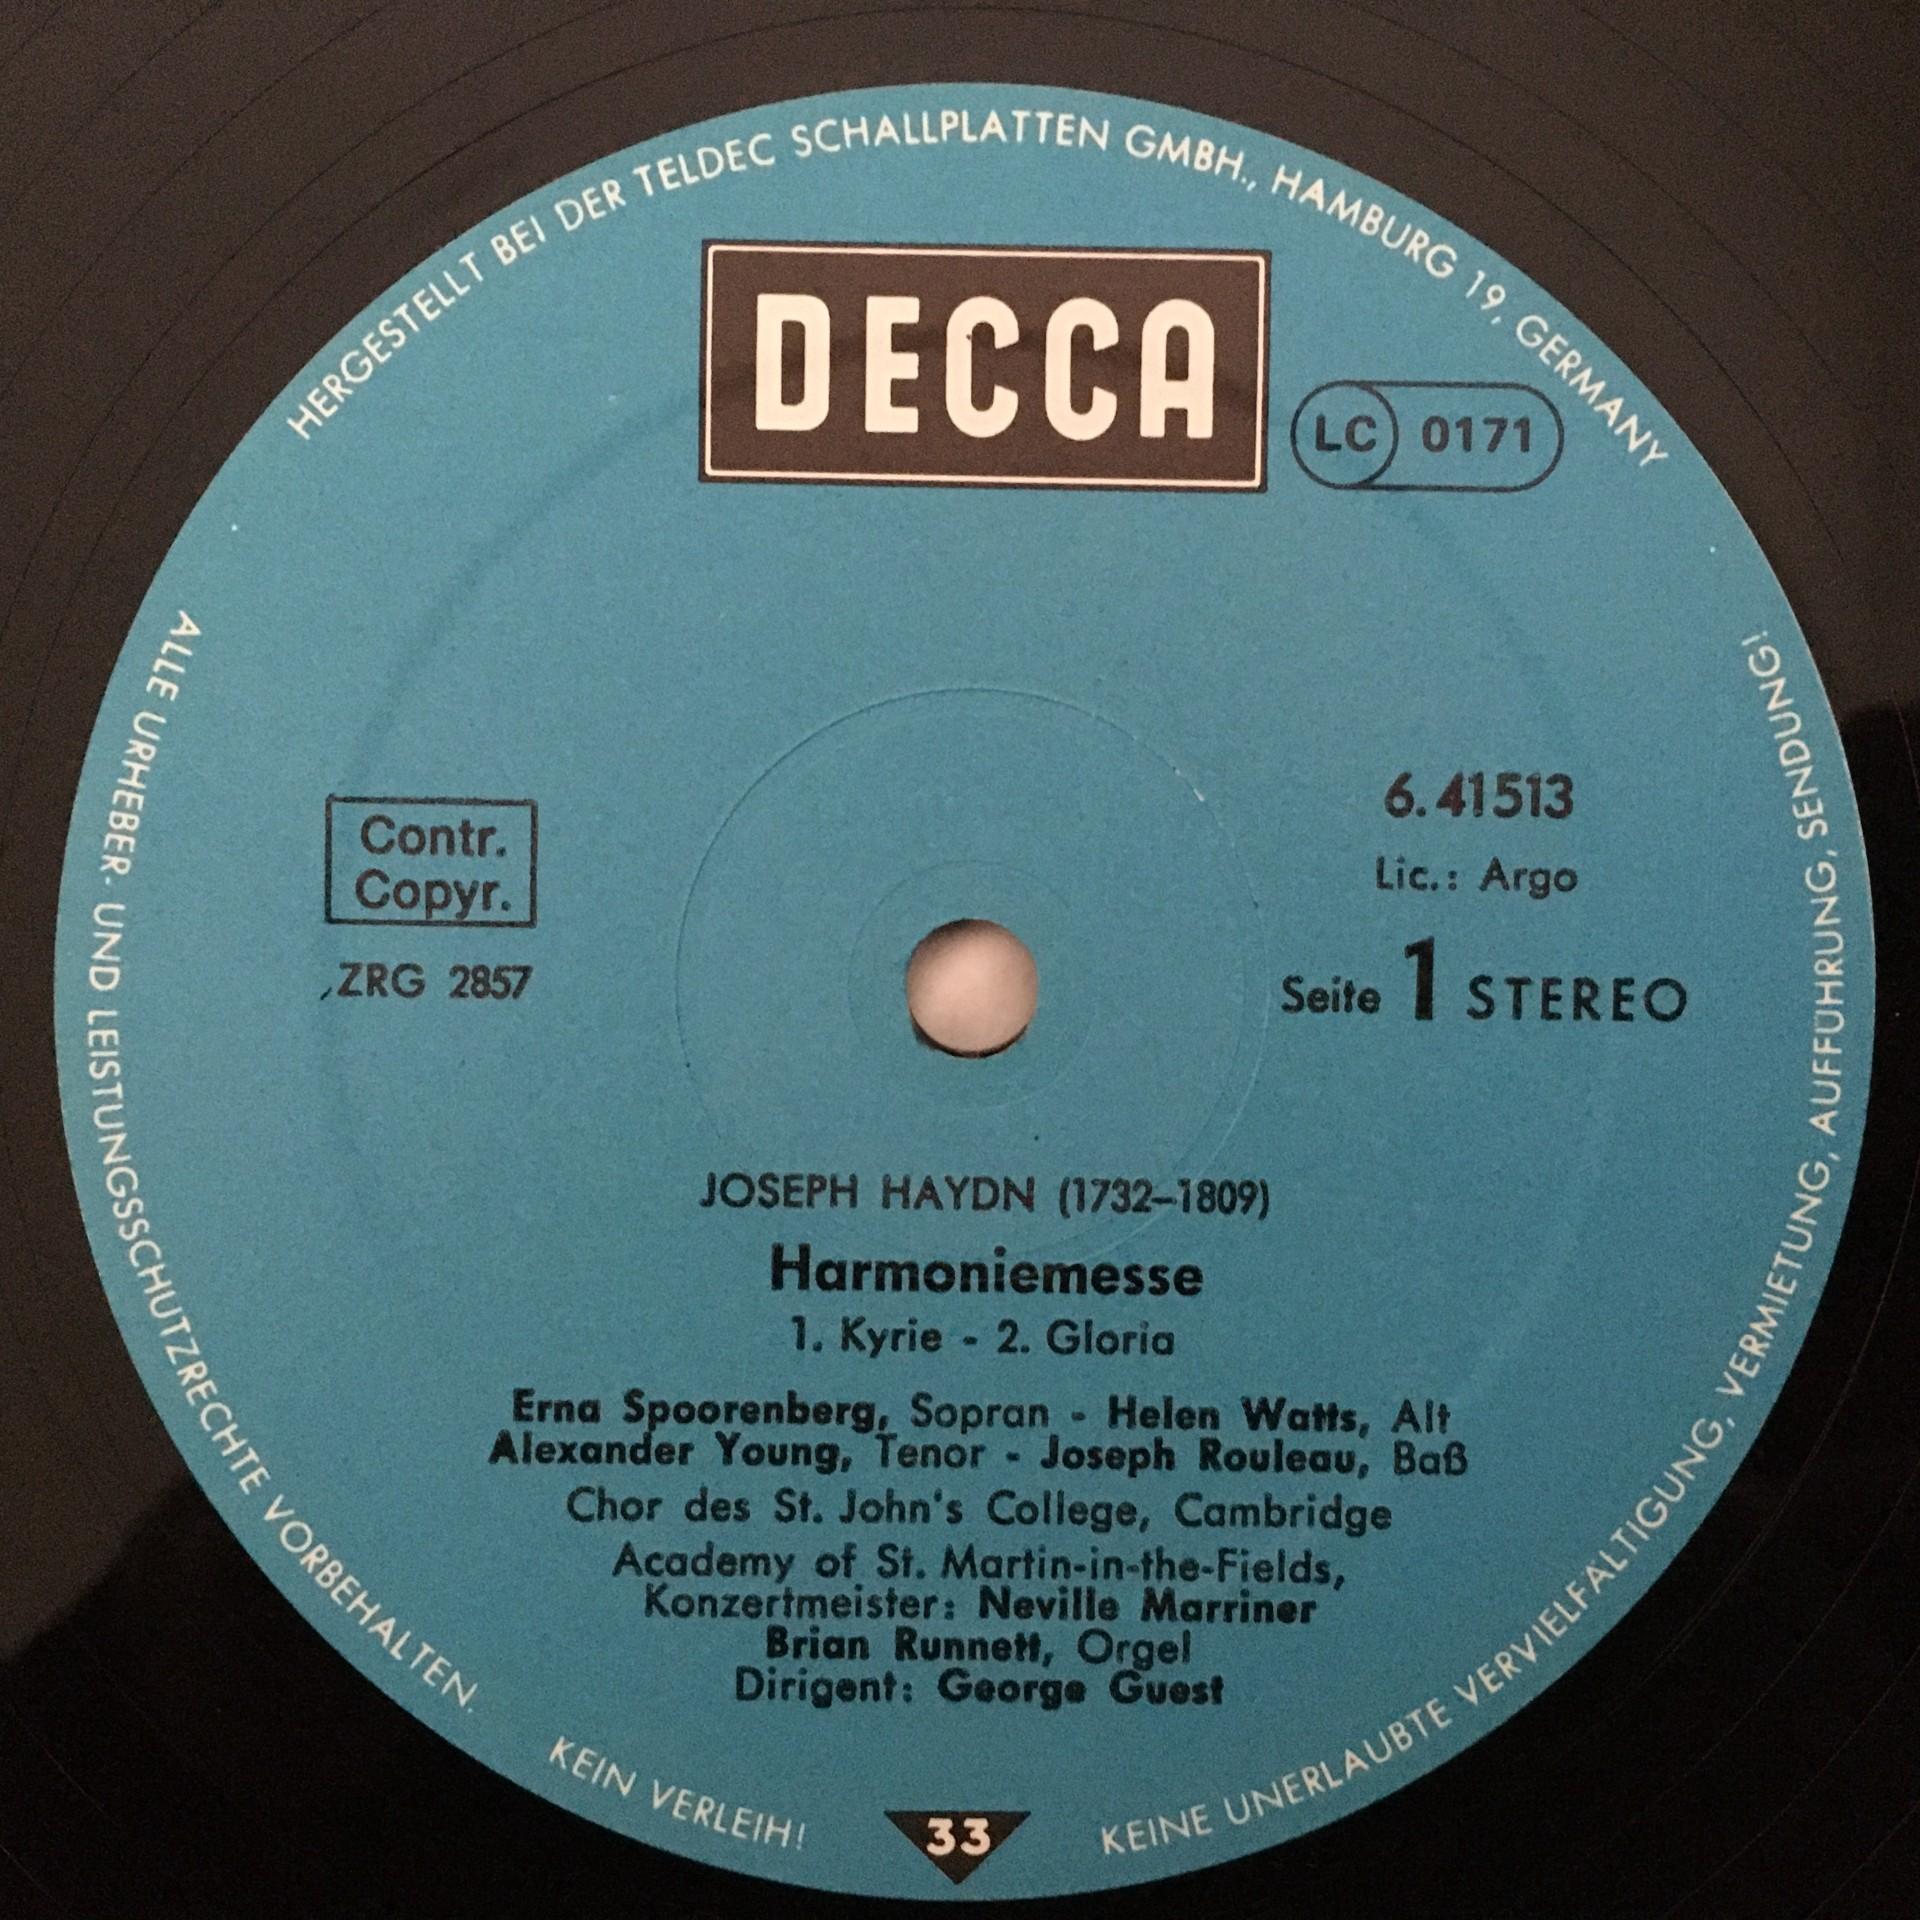 HERGESTELLT BEI DER TELDEC SCHALLPLATTEN GMBH., HAMBURG 19, GERMANY
DECCA
LC 0171
Contr.
Copyr.
ZRG 2857
6.41513
Lic.: Argo
Seite 1 STEREO
JOSEPH HAYDN (1732–1809)
Harmoniemesse
1. Kyrie - 2. Gloria
Erna Spoorenberg, Sopran - Helen Watts, Alt
Alexander Young, Tenor - Joseph Rouleau, Baß
Chor des St. John's College, Cambridge
Academy of St. Martin-in-the-Fields,
Konzertmeister: Neville Marriner
Brian Runnett, Orgel
Dirigent: George Guest
ALLE URHEBER- UND LEISTUNGSSCHUTZRECHTE VORBEHALTEN.
KEIN VERLEIH!
33
KEINE UNERLAUBTE VERVIELFÄLTIGUNG, VERMIETUNG, AUFFÜHRUNG, SENDUNG!